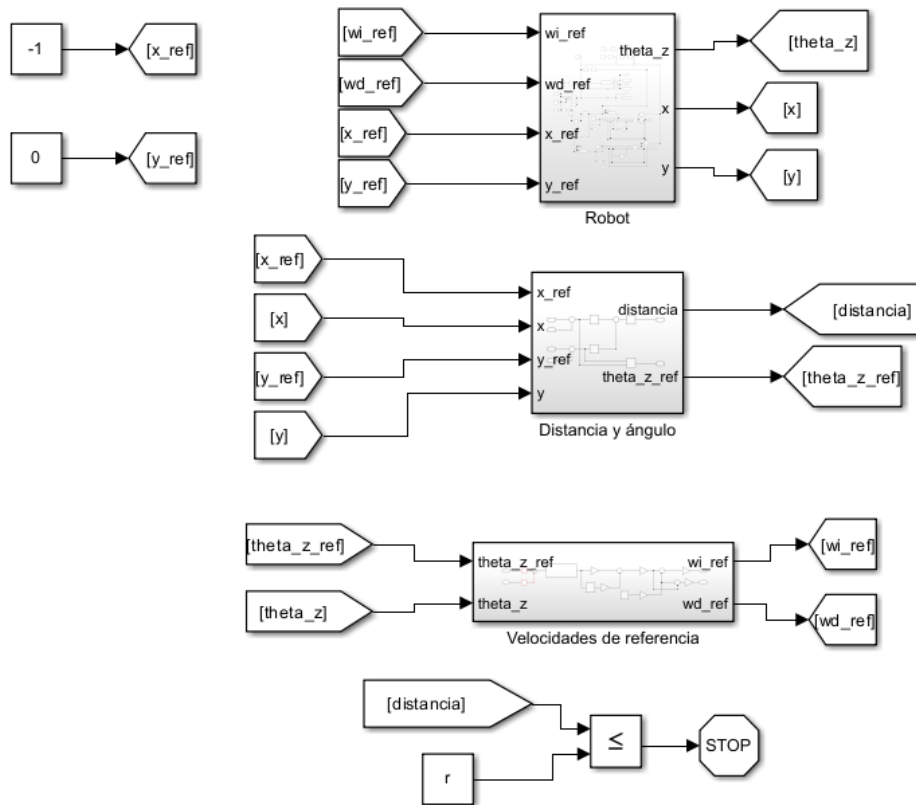 -1
[x_ref]
0
[y_ref]
[wi_ref]
[wd_ref]
[x_ref]
[y_ref]
wi_ref
wd_ref
x_ref
y_ref
theta_z
x
y
Robot
[theta_z]
[x]
[y]
[x_ref]
[x]
[y_ref]
[y]
x_ref
x
y_ref
y
distancia
theta_z_ref
Distancia y ángulo
[distancia]
[theta_z_ref]
[theta_z_ref]
[theta_z]
theta_z_ref
theta_z
wi_ref
wd_ref
Velocidades de referencia
[wi_ref]
[wd_ref]
[distancia]
r
≤
STOP